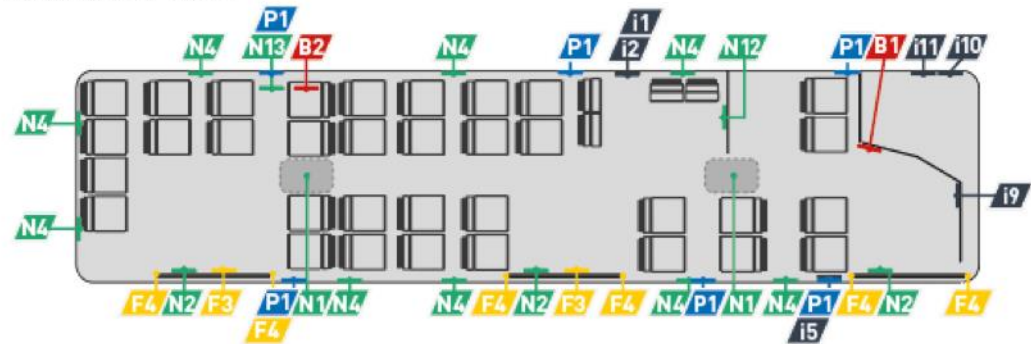 P1 i1
N4 N13 B2 N4 P1 i2 N4 N12 P1 B1 i11 i10
N4
i9
N4
F4 N2 F3 P1 N1 N4 N4 F4 N2 F3 F4 N4 P1 N1 N4 P1 F4 N2 F4
F4 i5